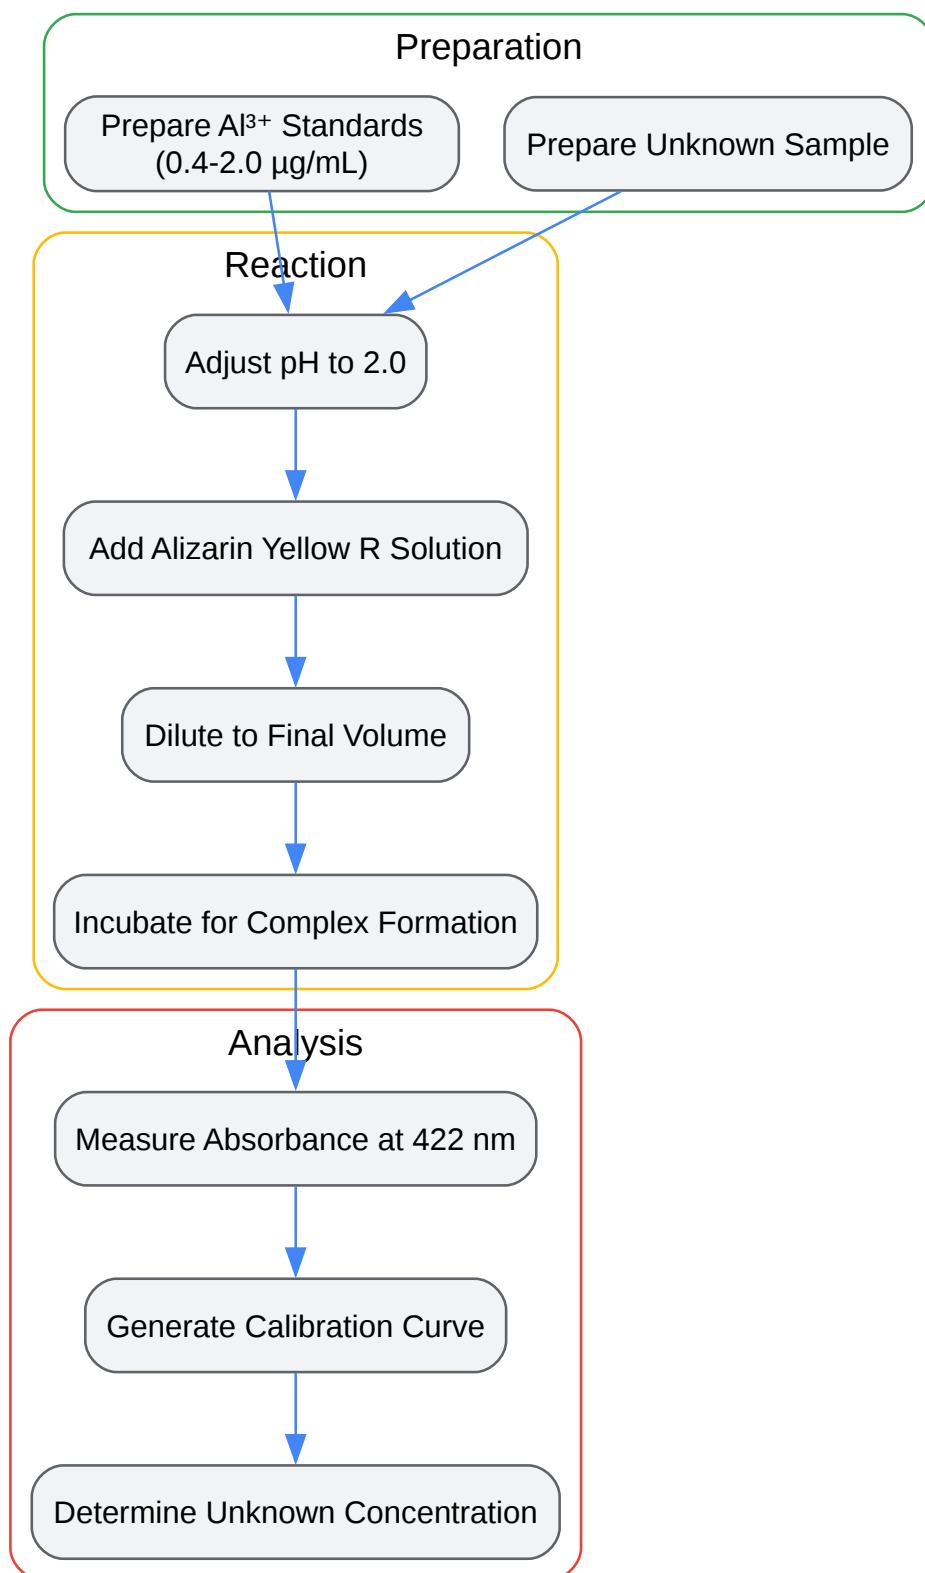 Preparation
Prepare Al³⁺ Standards
(0.4-2.0 µg/mL)
Prepare Unknown Sample
Reaction
Adjust pH to 2.0
Add Alizarin Yellow R Solution
Dilute to Final Volume
Incubate for Complex Formation
Analysis
Measure Absorbance at 422 nm
Generate Calibration Curve
Determine Unknown Concentration